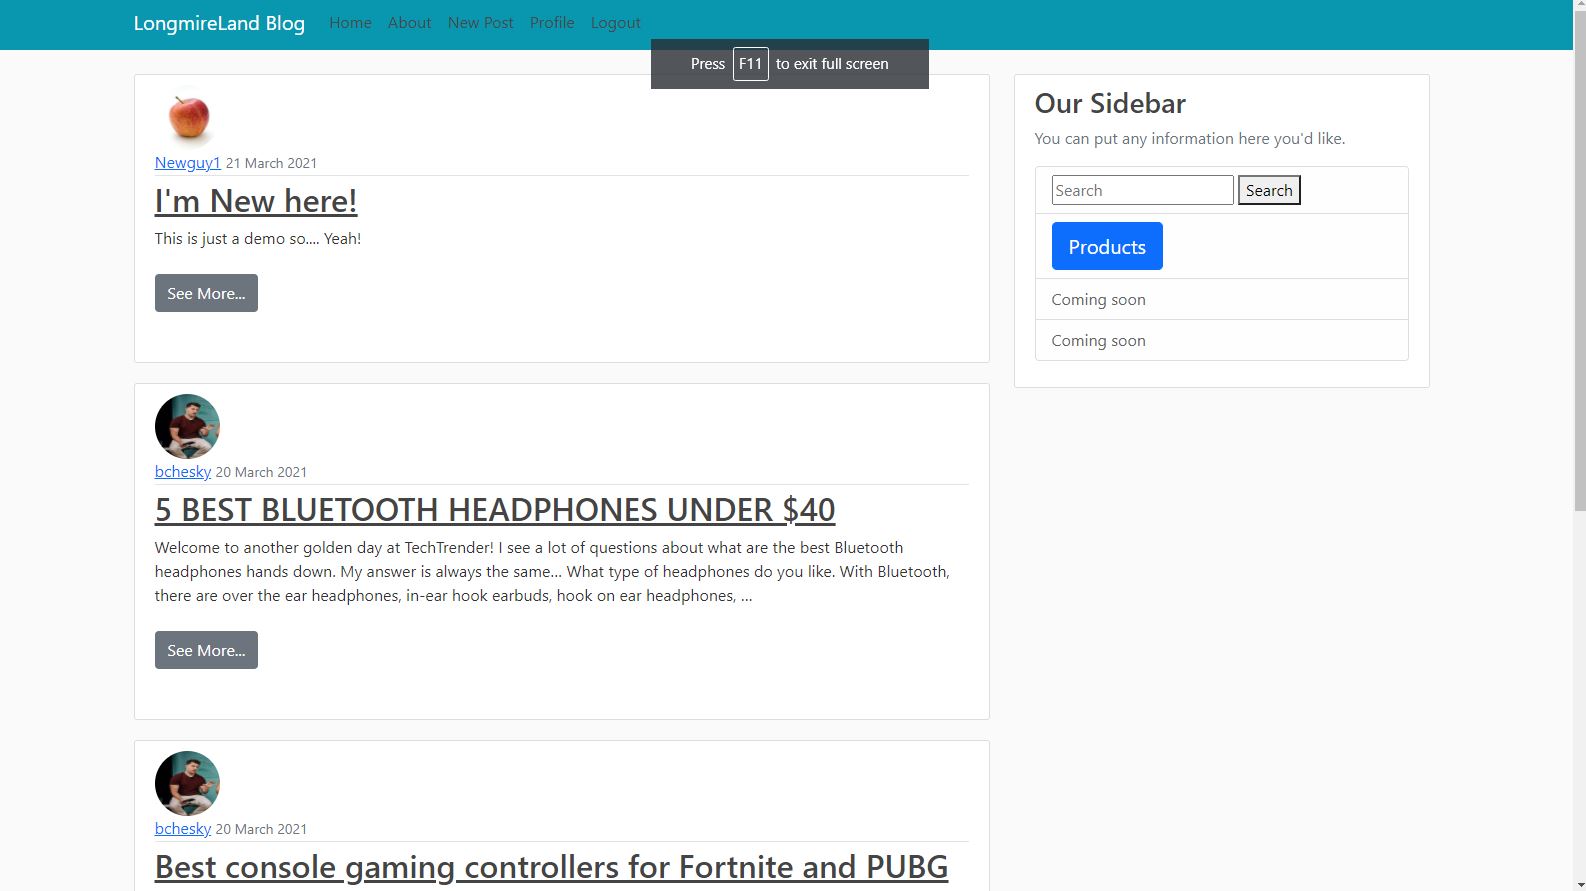 LongmireLand Blog Home About New Post Profile Logout
Press F11 to exit full screen
Newguy1 21 March 2021
I'm New here!
This is just a demo so.... Yeah!
See More...
bchesky 20 March 2021
5 BEST BLUETOOTH HEADPHONES UNDER $40
Welcome to another golden day at TechTrender! I see a lot of questions about what are the best Bluetooth
headphones hands down. My answer is always the same… What type of headphones do you like. With Bluetooth,
there are over the ear headphones, in-ear hook earbuds, hook on ear headphones, …
See More...
bchesky 20 March 2021
Best console gaming controllers for Fortnite and PUBG
Our Sidebar
You can put any information here you'd like.
Search Search
Products
Coming soon
Coming soon